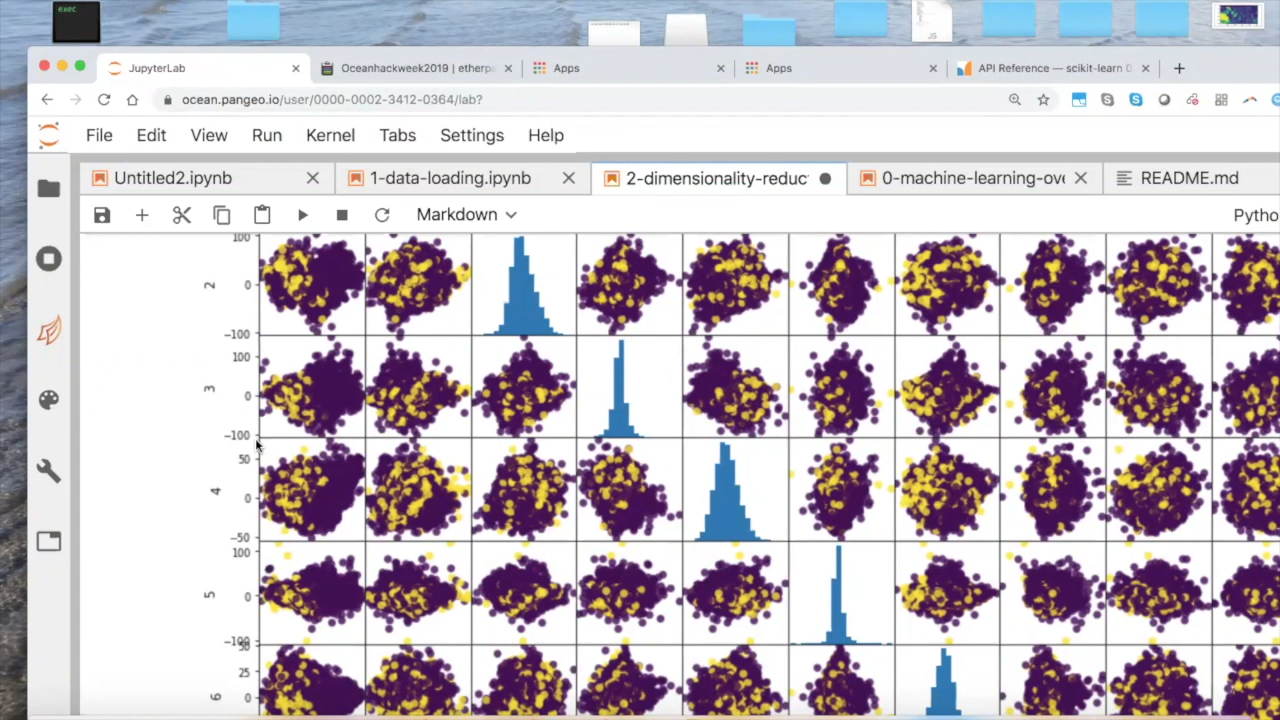 exec
JS
JupyterLab
Oceanhackweek2019 | etherpa
Apps
Apps
API Reference — scikit-learn
ocean.pangeo.io/user/0000-0002-3412-0364/lab?
File Edit View Run Kernel Tabs Settings Help
Untitled2.ipynb
1-data-loading.ipynb
2-dimensionality-reduc
0-machine-learning-ove
README.md
Markdown
Pytho
100
2
0
-100
100
3
0
-100
50
4
0
-50
100
5
0
-100
50
25
6
0